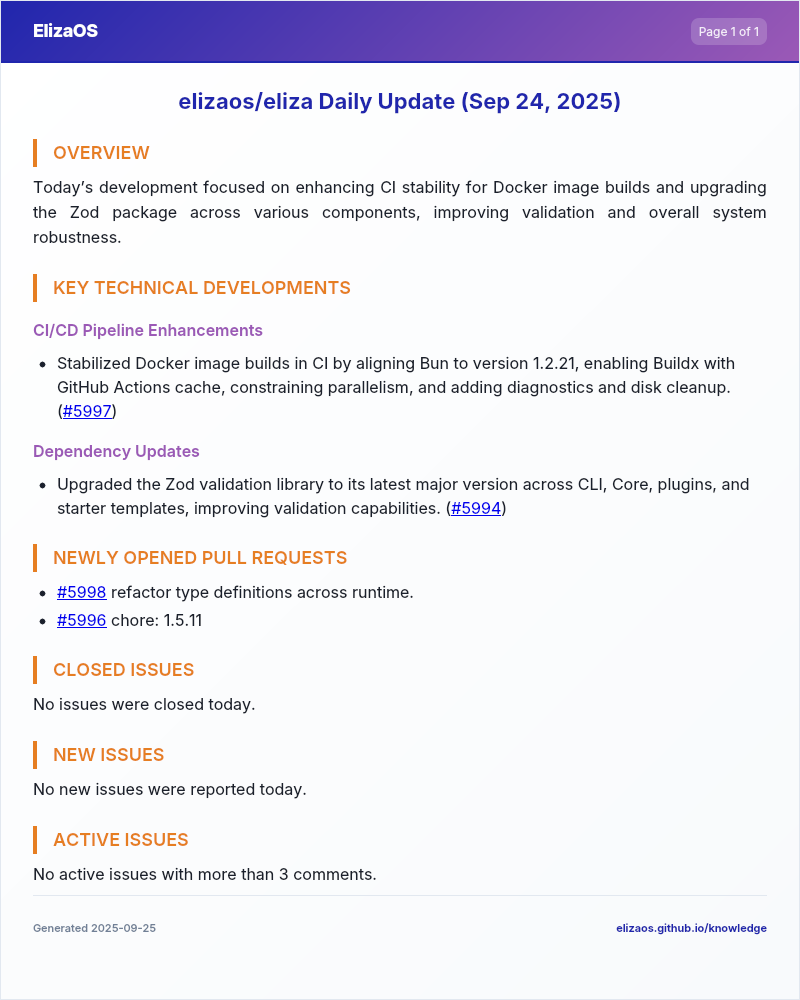 ElizaOS
Page 1 of 1
elizaos/eliza Daily Update (Sep 24, 2025)
OVERVIEW
Today's development focused on enhancing CI stability for Docker image builds and upgrading
the Zod package across various components, improving validation and overall system
robustness.
KEY TECHNICAL DEVELOPMENTS
CI/CD Pipeline Enhancements
• Stabilized Docker image builds in CI by aligning Bun to version 1.2.21, enabling Buildx with
GitHub Actions cache, constraining parallelism, and adding diagnostics and disk cleanup.
(#5997)
Dependency Updates
• Upgraded the Zod validation library to its latest major version across CLI, Core, plugins, and
starter templates, improving validation capabilities. (#5994)
NEWLY OPENED PULL REQUESTS
• #5998 refactor type definitions across runtime.
• #5996 chore: 1.5.11
CLOSED ISSUES
No issues were closed today.
NEW ISSUES
No new issues were reported today.
ACTIVE ISSUES
No active issues with more than 3 comments.
Generated 2025-09-25
elizaos.github.io/knowledge